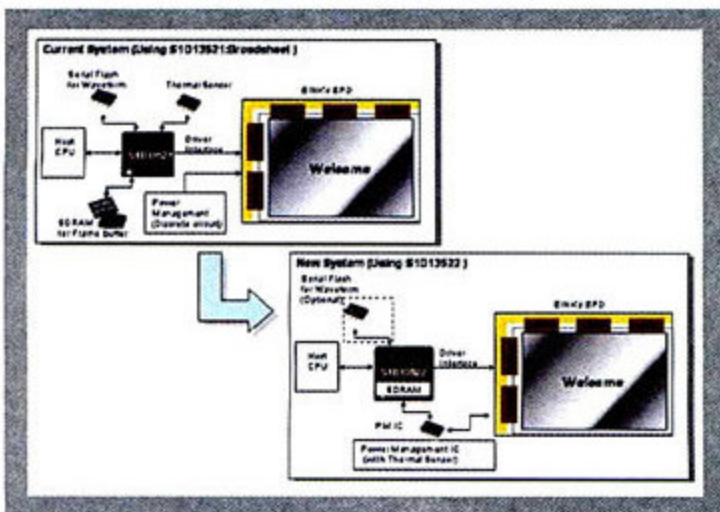 Current System (Using S1D13521:Broadsheet )
Serial Flash
for Waveform
Thermal Sensor
E Ink's EPD
Host
CPU
Driver
Interface
Welcome
SDRAM
for Frame buffer
Power
Management
(Discrete circuit)
New System (Using S1D13522 )
Serial Flash
for Waveform
(Optional)
E Ink's EPD
Host
CPU
S1D13522
SDRAM
Driver
Interface
Welcome
PM IC
Power Management IC
(with Thermal Sensor)